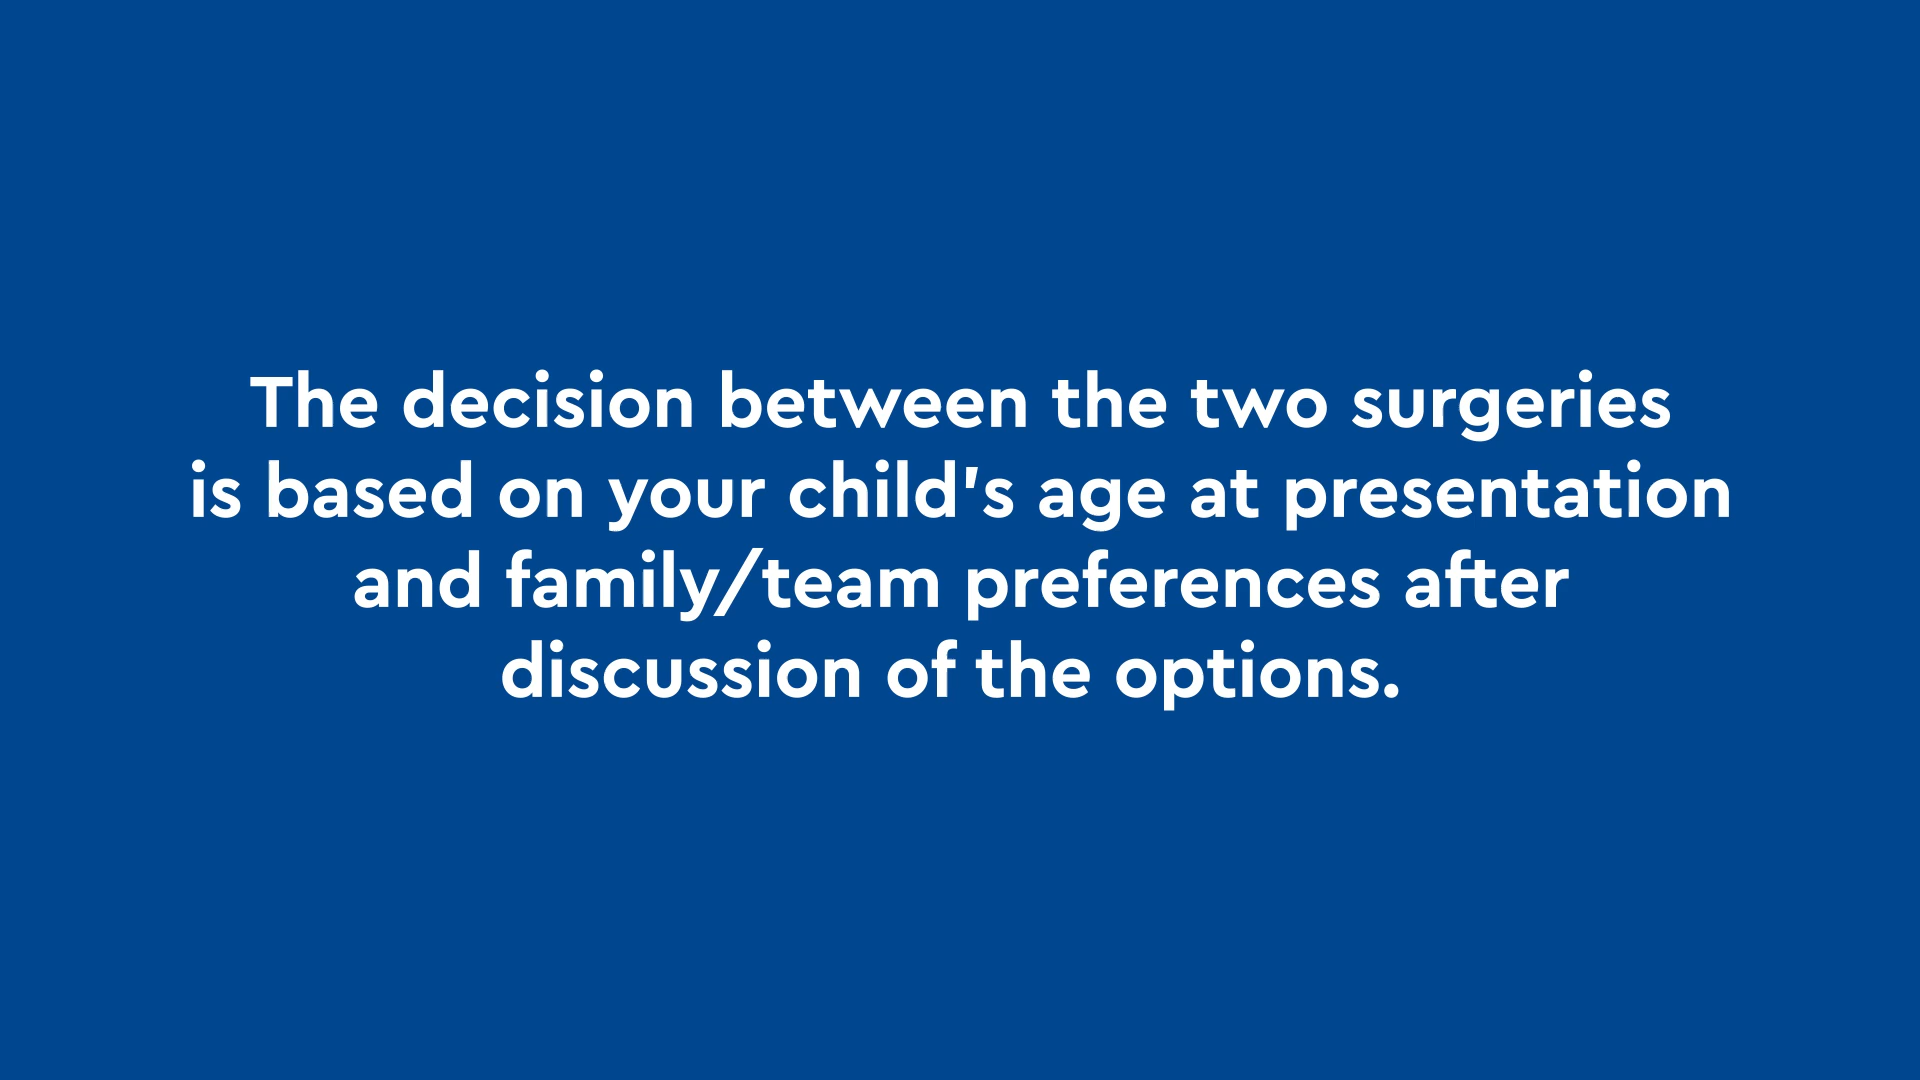 The decision between the two surgeries
is based on your child's age at presentation
and family/team preferences after
discussion of the options.